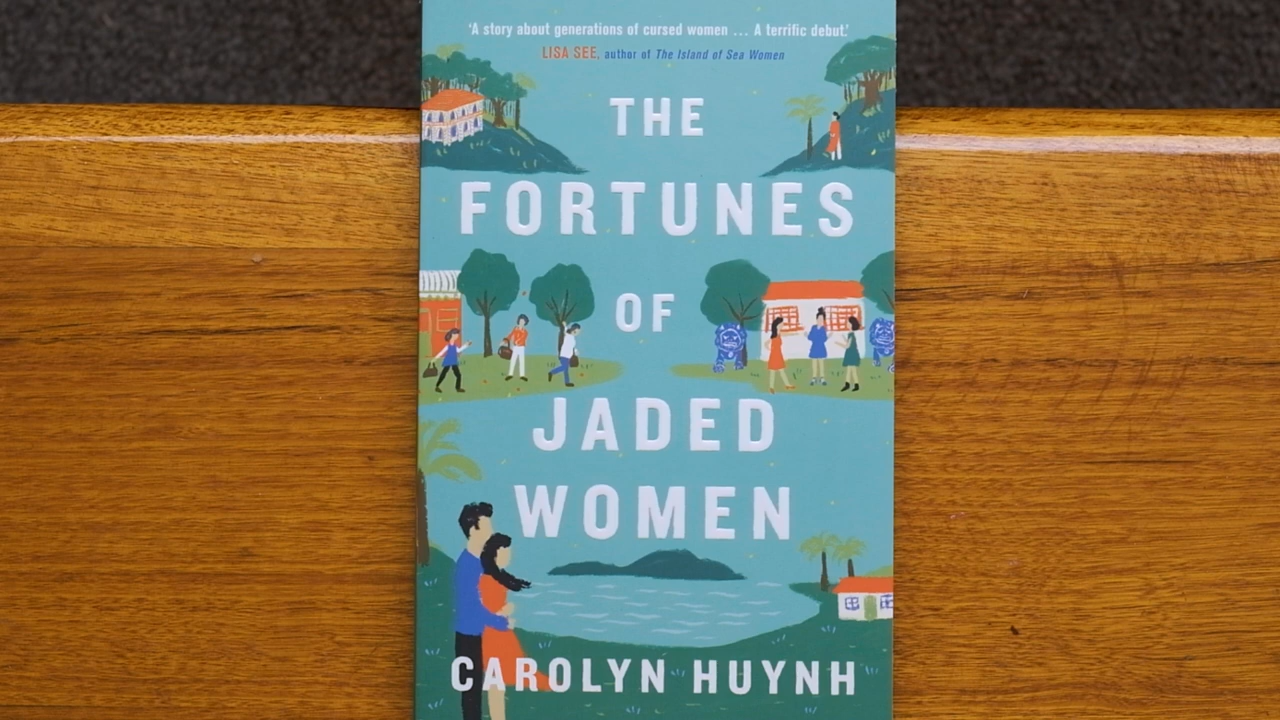 ‘A story about generations of cursed women ... A terrific debut.’
LISA SEE, author of The Island of Sea Women
THE
FORTUNES
OF
JADED
WOMEN
CAROLYN HUYNH